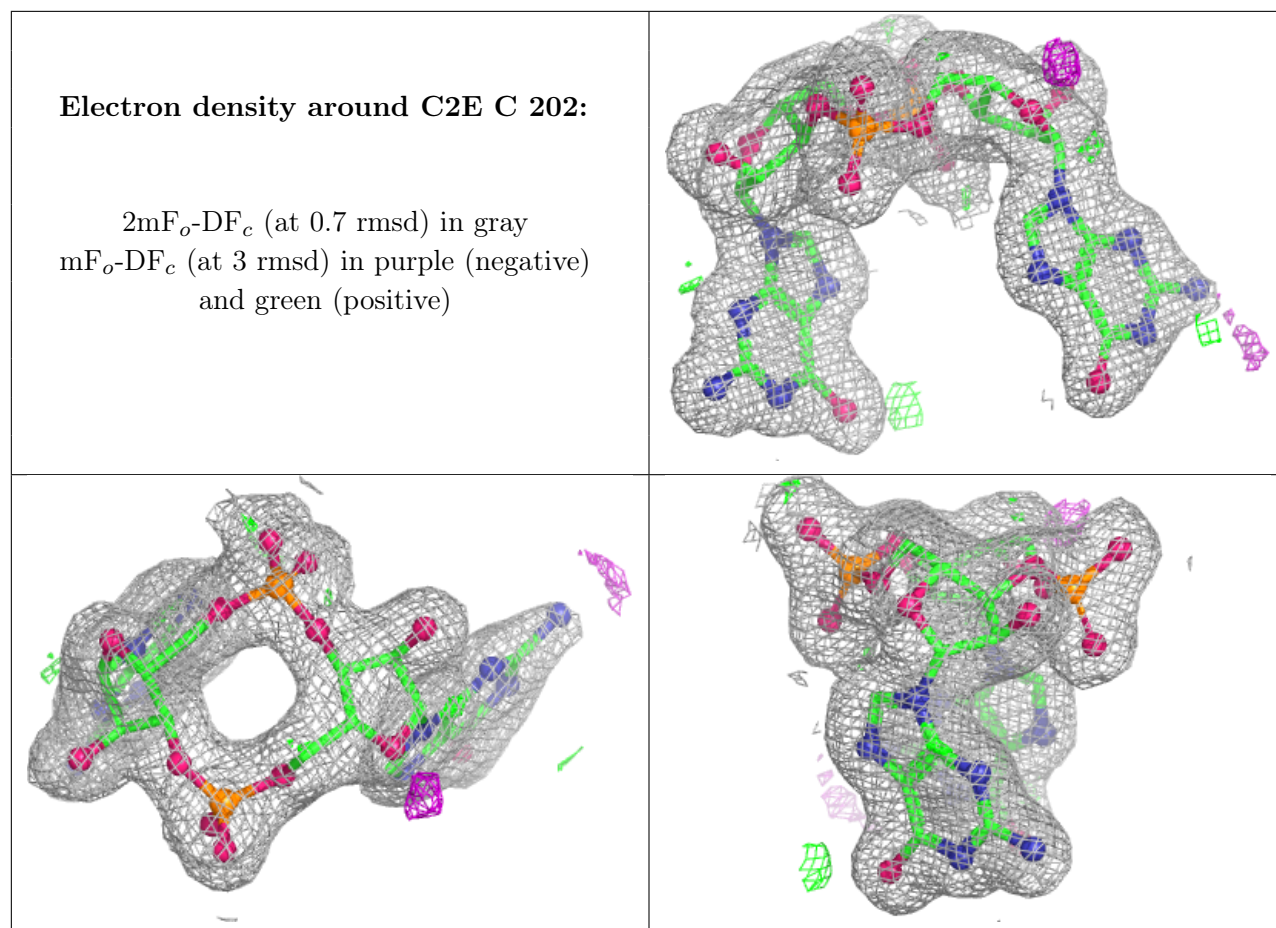 Electron density around C2E C 202:
2mFo-DFc (at 0.7 rmsd) in gray
mFo-DFc (at 3 rmsd) in purple (negative)
and green (positive)